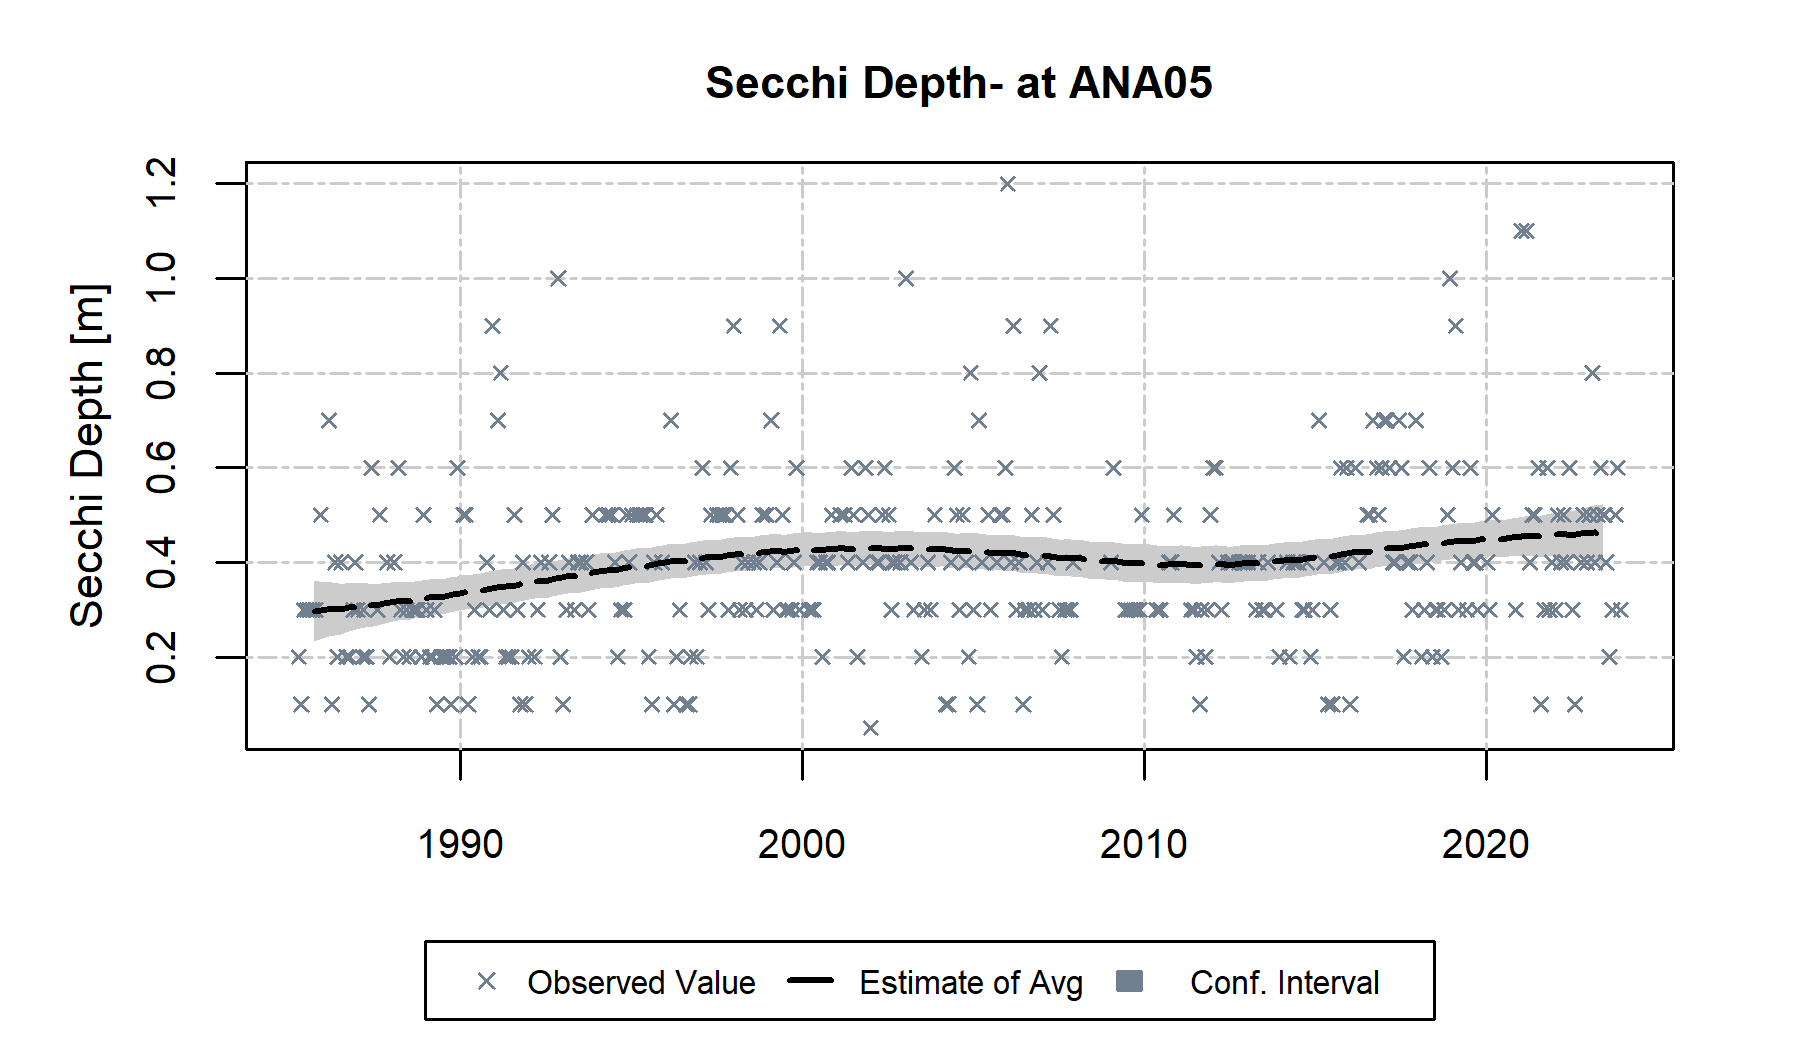 Secchi Depth- at ANA05
Secchi Depth [m]
1.2
1.0
0.8
0.6
0.4
0.2
1990 2000 2010 2020
Observed Value Estimate of Avg Conf. Interval